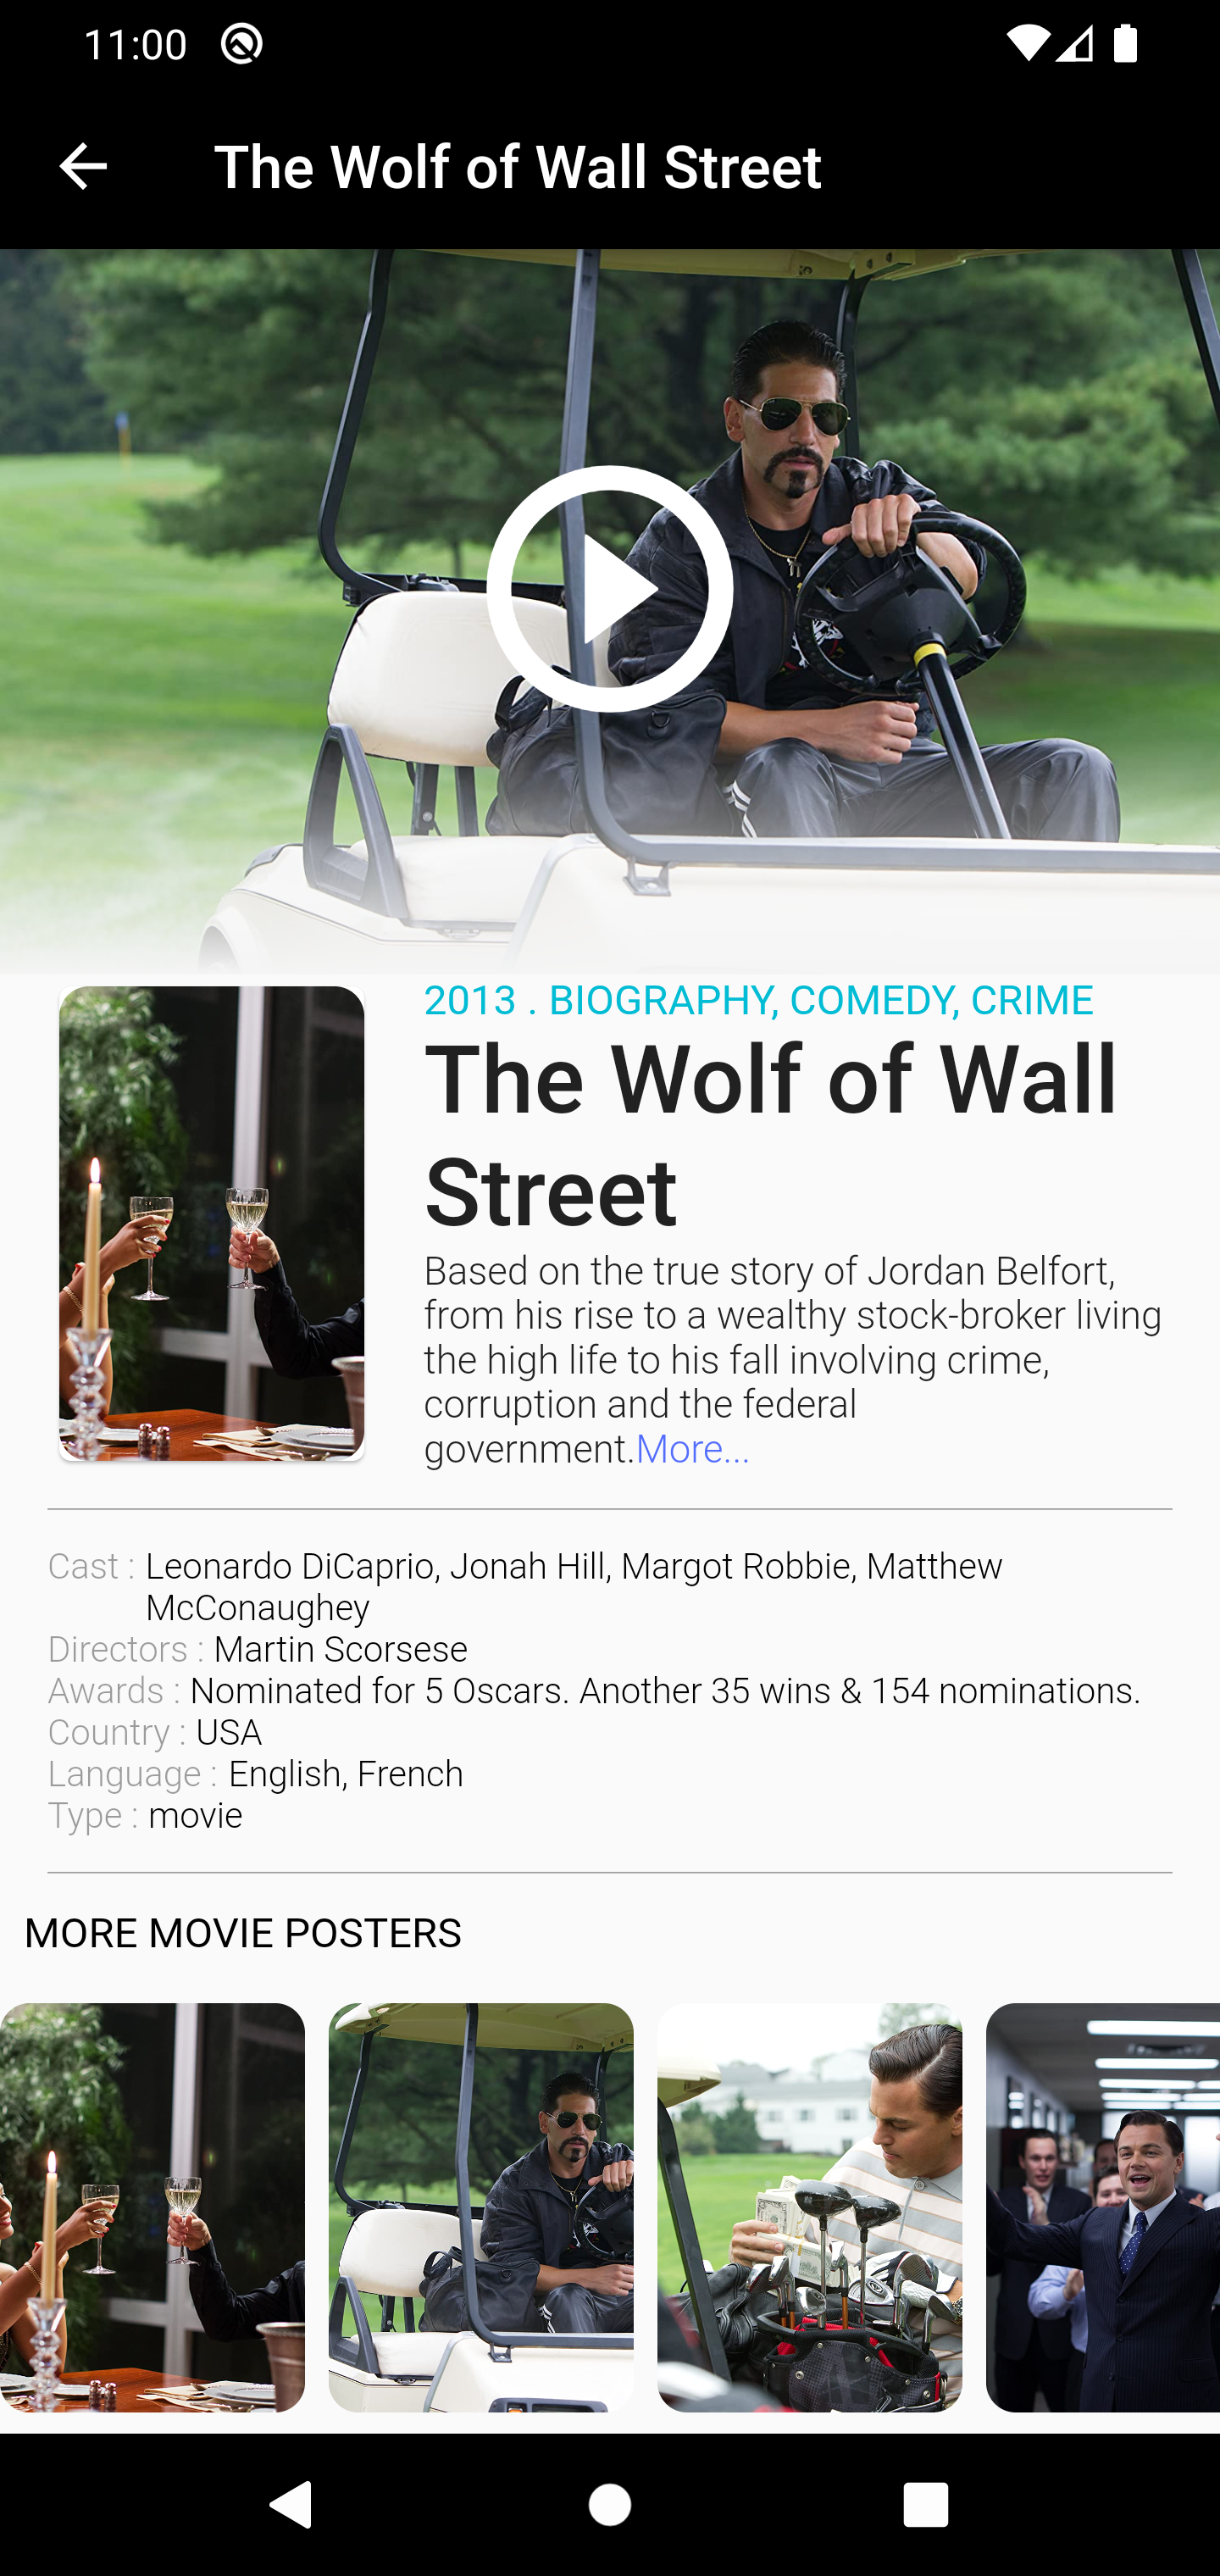 11:00
The Wolf of Wall Street
2013 . BIOGRAPHY, COMEDY, CRIME
The Wolf of Wall
Street
Based on the true story of Jordan Belfort,
from his rise to a wealthy stock-broker living
the high life to his fall involving crime,
corruption and the federal
government.More...
Cast : Leonardo DiCaprio, Jonah Hill, Margot Robbie, Matthew
McConaughey
Directors : Martin Scorsese
Awards : Nominated for 5 Oscars. Another 35 wins & 154 nominations.
Country : USA
Language : English, French
Type : movie
MORE MOVIE POSTERS